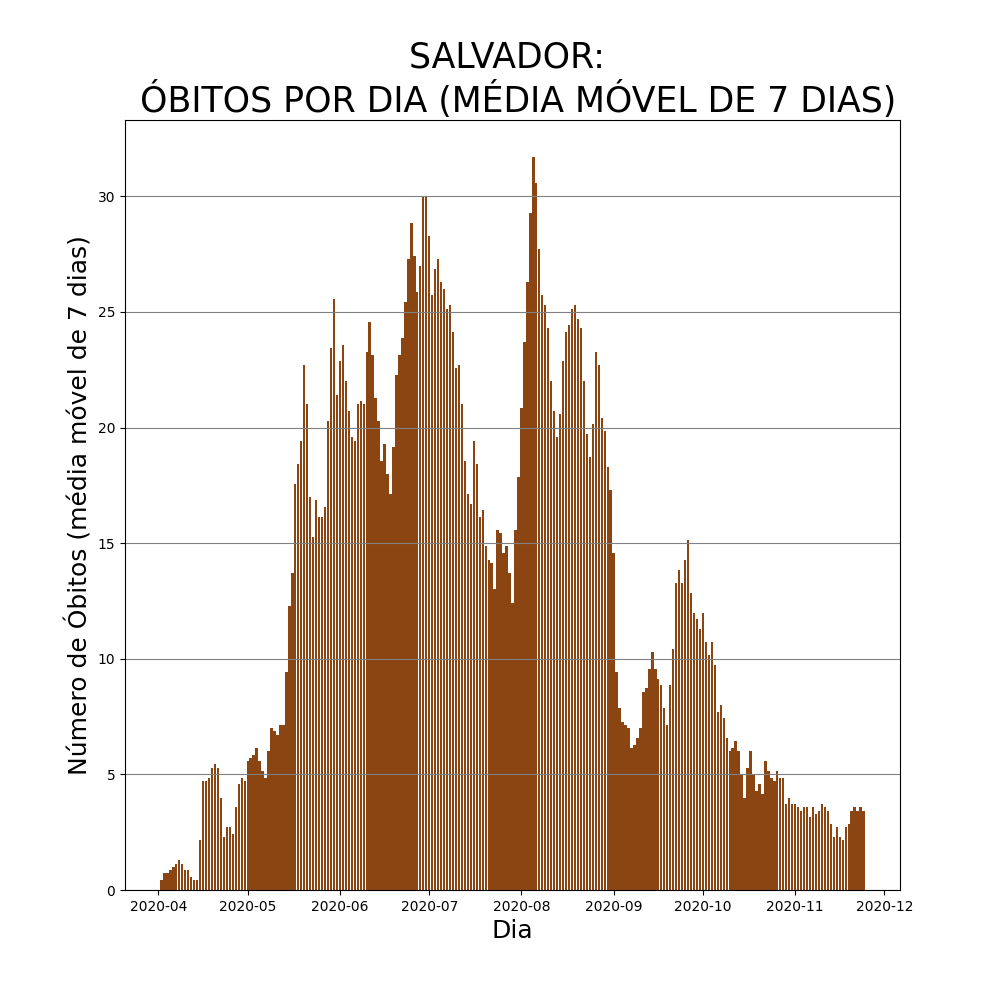 SALVADOR:
ÓBITOS POR DIA (MÉDIA MÓVEL DE 7 DIAS)
Número de Óbitos (média móvel de 7 dias)
30
25
20
15
10
5
0
2020-04 2020-05 2020-06 2020-07 2020-08 2020-09 2020-10 2020-11 2020-12
Dia